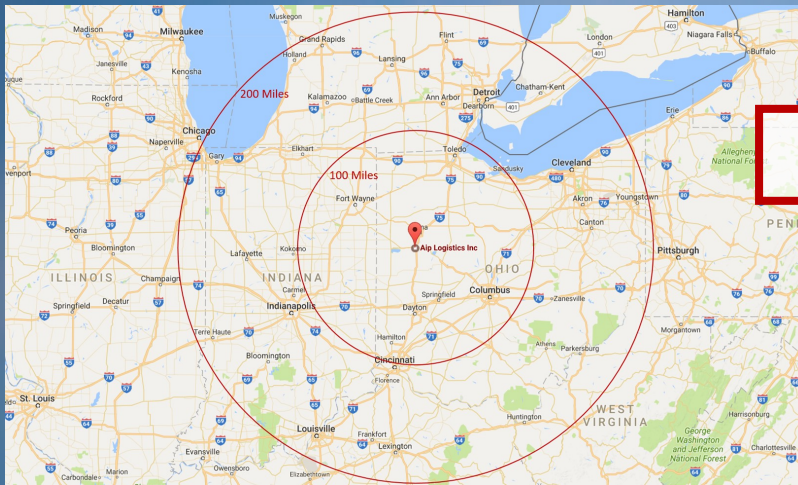 Muskegon
Hamilton
Madison
Milwaukee
Grand Rapids
Flint
London
Niagara Falls
Holland
Lansing
Buffalo
Janesville
Kenosha
Rockford
200 Miles
Kalamazoo
Battle Creek
Ann Arbor
Detroit
Dearborn
Chatham-Kent
Erie
Chicago
Naperville
Gary
Elkhart
Toledo
Sandusky
Cleveland
Allegheny
National Forest
100 Miles
Fort Wayne
Akron
Youngstown
Canton
Peoria
Bloomington
Lafayette
Kokomo
Aip Logistics Inc
Pittsburgh
ILLINOIS
Champaign
INDIANA
OHIO
Carmel
Springfield
Columbus
Zanesville
Springfield
Decatur
Indianapolis
Dayton
Terre Haute
Hamilton
Athens
Parkersburg
Morgantown
Bloomington
Cincinnati
Florence
St. Louis
Huntington
WEST
VIRGINIA
Harrisonburg
Louisville
Frankfort
Lexington
George
Washington
and Jefferson
National Forest
Charlottesville
Evansville
Owensboro
Elizabethtown
Carbondale
Marion